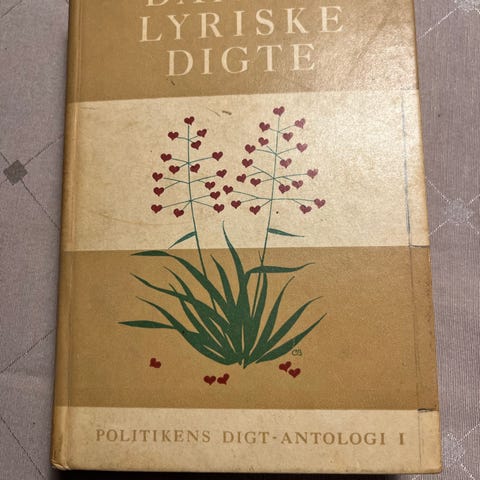 LYRISKE
DIGTE
POLITIKENS DIGT-ANTOLOGI I